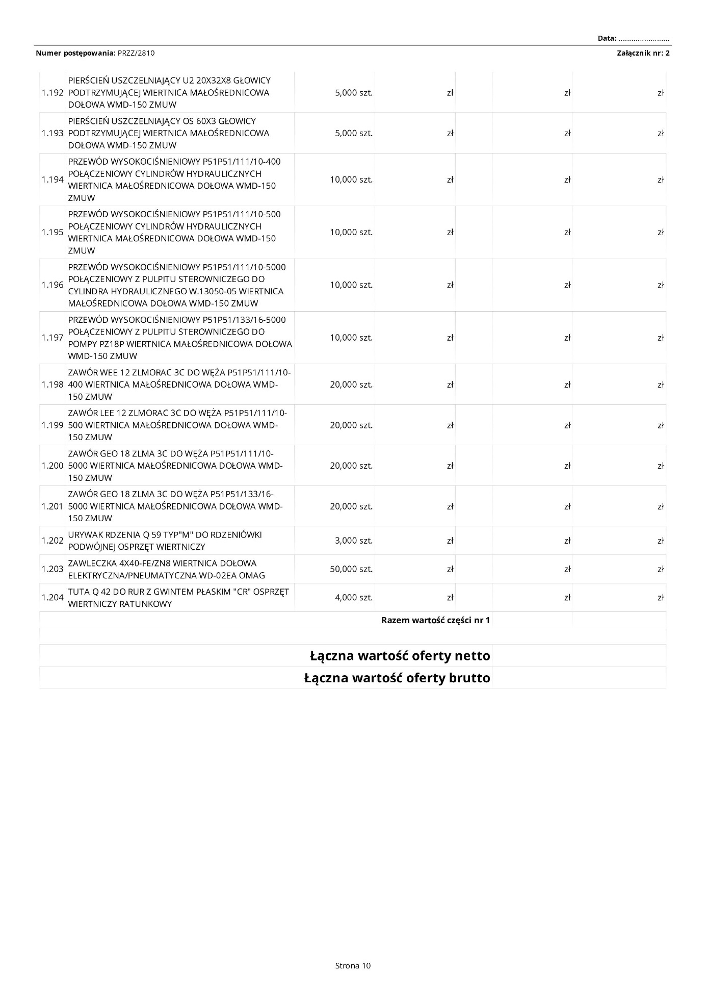 Data: ........................
Numer postępowania: PRZZ/2810
Załącznik nr: 2
PIERŚCIEŃ USZCZELNIAJĄCY U2 20X32X8 GŁOWICY
1.192 PODTRZYMUJĄCEJ WIERTNICA MAŁOŚREDNICOWA 5,000 szt. zł zł zł
DOŁOWA WMD-150 ZMUW
PIERŚCIEŃ USZCZELNIAJĄCY OS 60X3 GŁOWICY
1.193 PODTRZYMUJĄCEJ WIERTNICA MAŁOŚREDNICOWA 5,000 szt. zł zł zł
DOŁOWA WMD-150 ZMUW
PRZEWÓD WYSOKOCIŚNIENIOWY P51P51/111/10-400
POŁĄCZENIOWY CYLINDRÓW HYDRAULICZNYCH
1.194 10,000 szt. zł zł zł
WIERTNICA MAŁOŚREDNICOWA DOŁOWA WMD-150
ZMUW
PRZEWÓD WYSOKOCIŚNIENIOWY P51P51/111/10-500
POŁĄCZENIOWY CYLINDRÓW HYDRAULICZNYCH
1.195 10,000 szt. zł zł zł
WIERTNICA MAŁOŚREDNICOWA DOŁOWA WMD-150
ZMUW
PRZEWÓD WYSOKOCIŚNIENIOWY P51P51/111/10-5000
POŁĄCZENIOWY Z PULPITU STEROWNICZEGO DO
1.196 10,000 szt. zł zł zł
CYLINDRA HYDRAULICZNEGO W.13050-05 WIERTNICA
MAŁOŚREDNICOWA DOŁOWA WMD-150 ZMUW
PRZEWÓD WYSOKOCIŚNIENIOWY P51P51/133/16-5000
POŁĄCZENIOWY Z PULPITU STEROWNICZEGO DO
1.197 10,000 szt. zł zł zł
POMPY PZ18P WIERTNICA MAŁOŚREDNICOWA DOŁOWA
WMD-150 ZMUW
ZAWÓR WEE 12 ZLMORAC 3C DO WĘŻA P51P51/111/10-
1.198 400 WIERTNICA MAŁOŚREDNICOWA DOŁOWA WMD- 20,000 szt. zł zł zł
150 ZMUW
ZAWÓR LEE 12 ZLMORAC 3C DO WĘŻA P51P51/111/10-
1.199 500 WIERTNICA MAŁOŚREDNICOWA DOŁOWA WMD- 20,000 szt. zł zł zł
150 ZMUW
ZAWÓR GEO 18 ZLMA 3C DO WĘŻA P51P51/111/10-
1.200 5000 WIERTNICA MAŁOŚREDNICOWA DOŁOWA WMD- 20,000 szt. zł zł zł
150 ZMUW
ZAWÓR GEO 18 ZLMA 3C DO WĘŻA P51P51/133/16-
1.201 5000 WIERTNICA MAŁOŚREDNICOWA DOŁOWA WMD- 20,000 szt. zł zł zł
150 ZMUW
URYWAK RDZENIA Q 59 TYP"M" DO RDZENIÓWKI
1.202 3,000 szt. zł zł zł
PODWÓJNEJ OSPRZĘT WIERTNICZY
ZAWLECZKA 4X40-FE/ZN8 WIERTNICA DOŁOWA
1.203 50,000 szt. zł zł zł
ELEKTRYCZNA/PNEUMATYCZNA WD-02EA OMAG
TUTA Q 42 DO RUR Z GWINTEM PŁASKIM "CR" OSPRZĘT
1.204 4,000 szt. zł zł zł
WIERTNICZY RATUNKOWY
Razem wartość części nr 1
Łączna wartość oferty netto
Łączna wartość oferty brutto
Strona 10